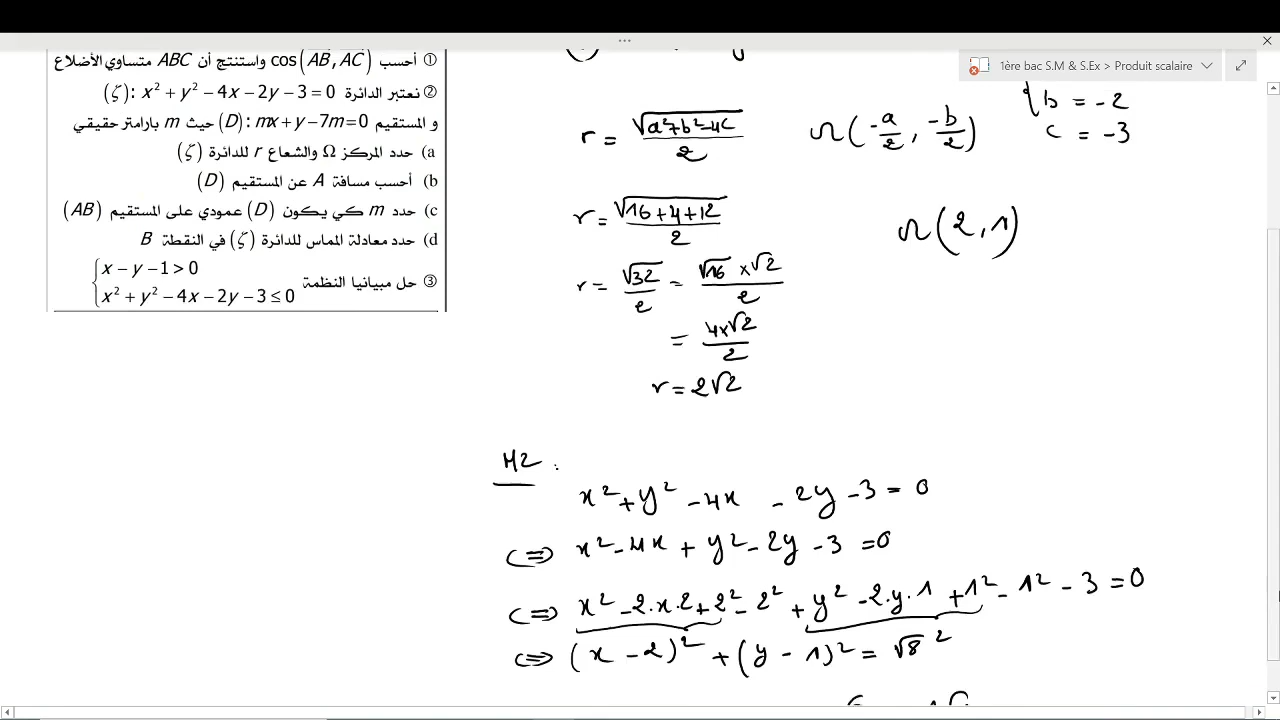 1ère bac S.M & S.Ex > Produit scalaire
① أحسب cos(AB, AC) واستنتج أن ABC متساوي الأضلاع
② نعتبر الدائرة (ζ): x² + y² − 4x − 2y − 3 = 0
و المستقيم (D): mx + y − 7m = 0 حيث m بارامتر حقيقي
a) حدد المركز Ω والشعاع r للدائرة (ζ)
b) أحسب مسافة A عن المستقيم (D)
c) حدد m كي يكون (D) عمودي على المستقيم (AB)
d) حدد معادلة المماس للدائرة (ζ) في النقطة B
③ حل مبيانيا النظمة { x − y − 1 > 0
x² + y² − 4x − 2y − 3 ≤ 0
b = -2
c = -3
r = √(a²+b²-4c) / 2
Ω(-a/2, -b/2)
r = √(16+4+12) / 2
Ω(2, 1)
r = √32 / 2 = √16 × √2 / 2
= 4×√2 / 2
r = 2√2
M2 :
x² + y² - 4x - 2y - 3 = 0
⇔ x² - 4x + y² - 2y - 3 = 0
⇔ x² - 2·x·2 + 2² - 2² + y² - 2·y·1 + 1² - 1² - 3 = 0
⇔ (x - 2)² + (y - 1)² = √8²